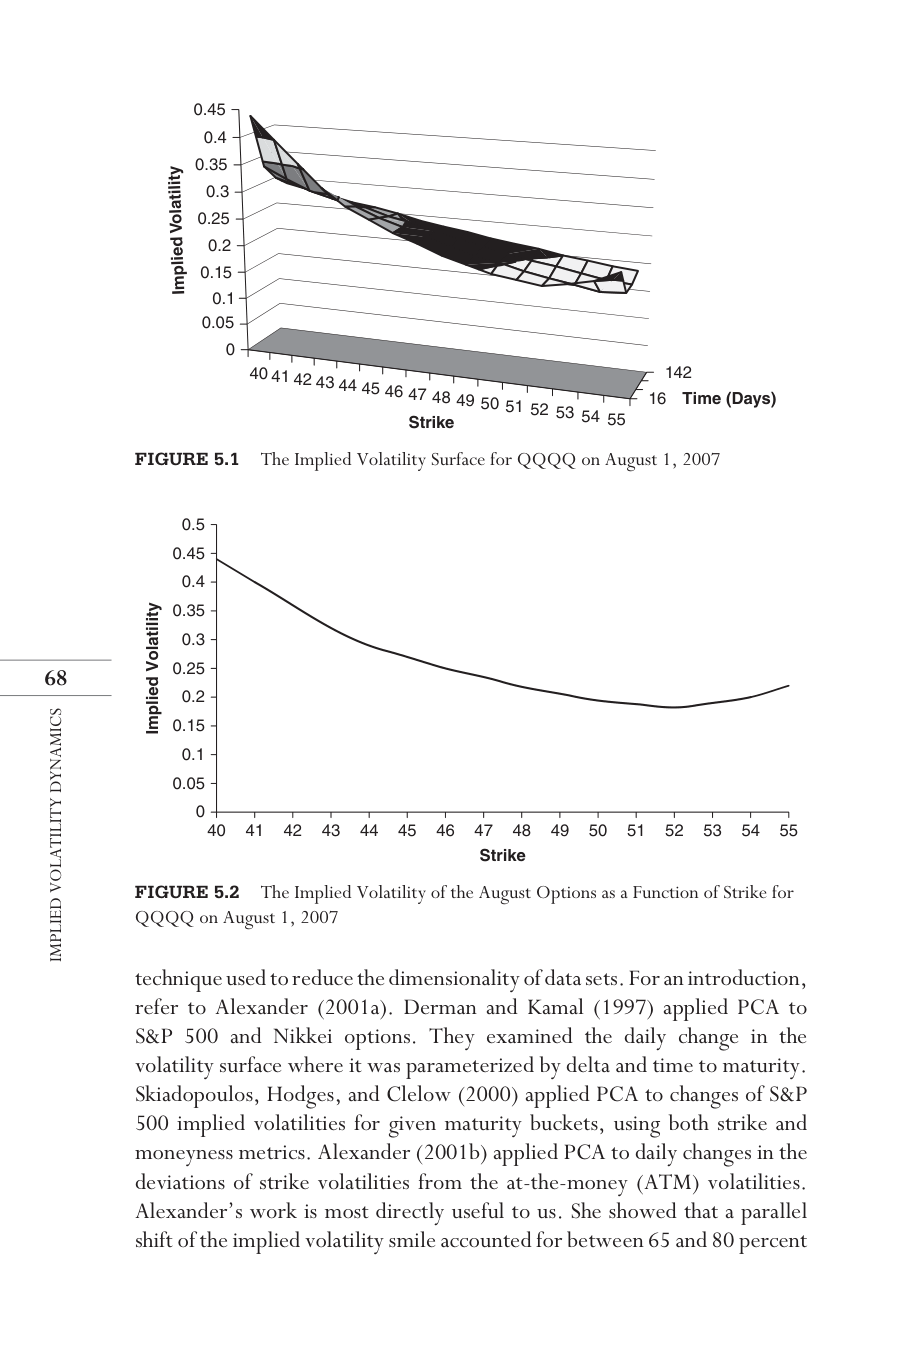 0.45
0.4
0.35
0.3
0.25
0.2
0.15
0.1
0.05
0
Implied Volatility
40 41 42 43 44 45 46 47 48 49 50 51 52 53 54 55
Strike
142
16 Time (Days)
FIGURE 5.1 The Implied Volatility Surface for QQQQ on August 1, 2007
0.5
0.45
0.4
0.35
0.3
0.25
0.2
0.15
0.1
0.05
0
Implied Volatility
40 41 42 43 44 45 46 47 48 49 50 51 52 53 54 55
Strike
68
IMPLIED VOLATILITY DYNAMICS
FIGURE 5.2 The Implied Volatility of the August Options as a Function of Strike for
QQQQ on August 1, 2007
technique used to reduce the dimensionality of data sets. For an introduction,
refer to Alexander (2001a). Derman and Kamal (1997) applied PCA to
S&P 500 and Nikkei options. They examined the daily change in the
volatility surface where it was parameterized by delta and time to maturity.
Skiadopoulos, Hodges, and Clelow (2000) applied PCA to changes of S&P
500 implied volatilities for given maturity buckets, using both strike and
moneyness metrics. Alexander (2001b) applied PCA to daily changes in the
deviations of strike volatilities from the at-the-money (ATM) volatilities.
Alexander's work is most directly useful to us. She showed that a parallel
shift of the implied volatility smile accounted for between 65 and 80 percent